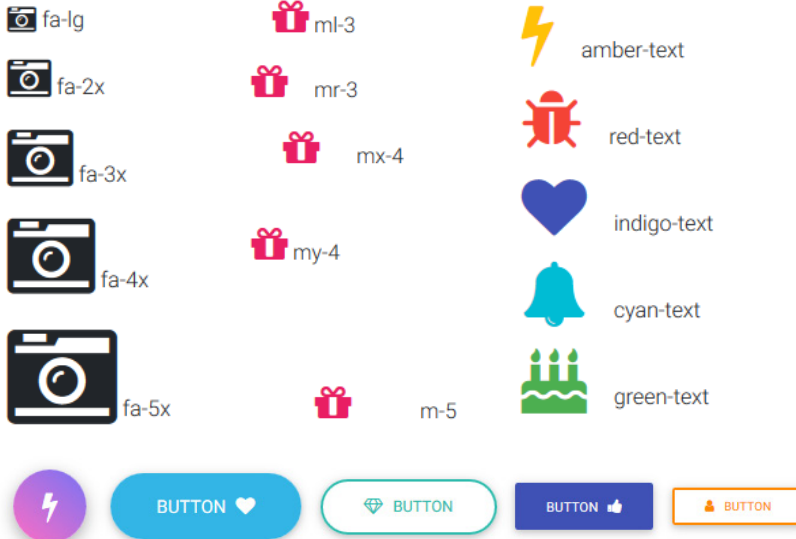 fa-lg
fa-2x
fa-3x
fa-4x
fa-5x
ml-3
mr-3
mx-4
my-4
m-5
amber-text
red-text
indigo-text
cyan-text
green-text
BUTTON
BUTTON
BUTTON
BUTTON